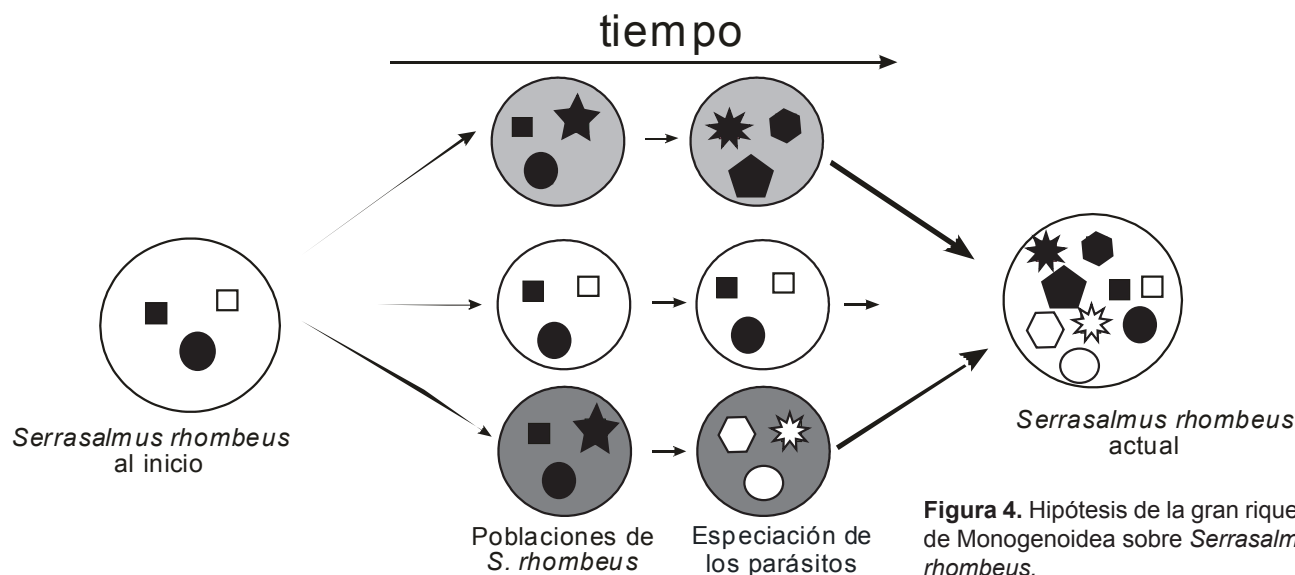 tiempo
Serrasalmus rhombeus
al inicio
Poblaciones de
S. rhombeus
Especiación de
los parásitos
Serrasalmus rhombeus
actual
Figura 4. Hipótesis de la gran
de Monogenoidea sobre
rhombeus.